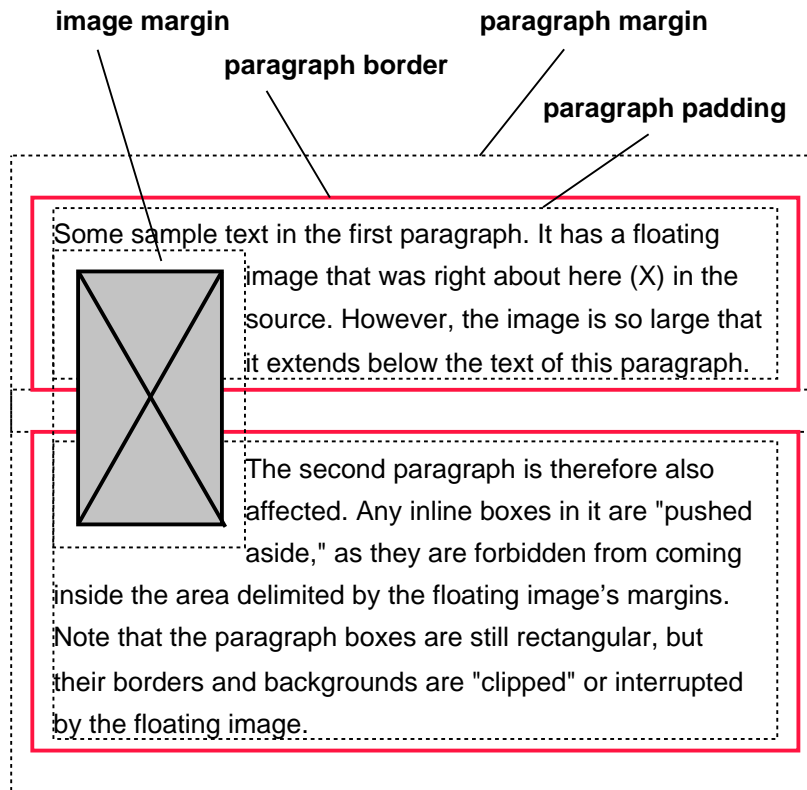 image margin
paragraph margin
paragraph border
paragraph padding
Some sample text in the first paragraph. It has a floating
image that was right about here (X) in the
source. However, the image is so large that
it extends below the text of this paragraph.
The second paragraph is therefore also
affected. Any inline boxes in it are "pushed
aside," as they are forbidden from coming
inside the area delimited by the floating image's margins.
Note that the paragraph boxes are still rectangular, but
their borders and backgrounds are "clipped" or interrupted
by the floating image.